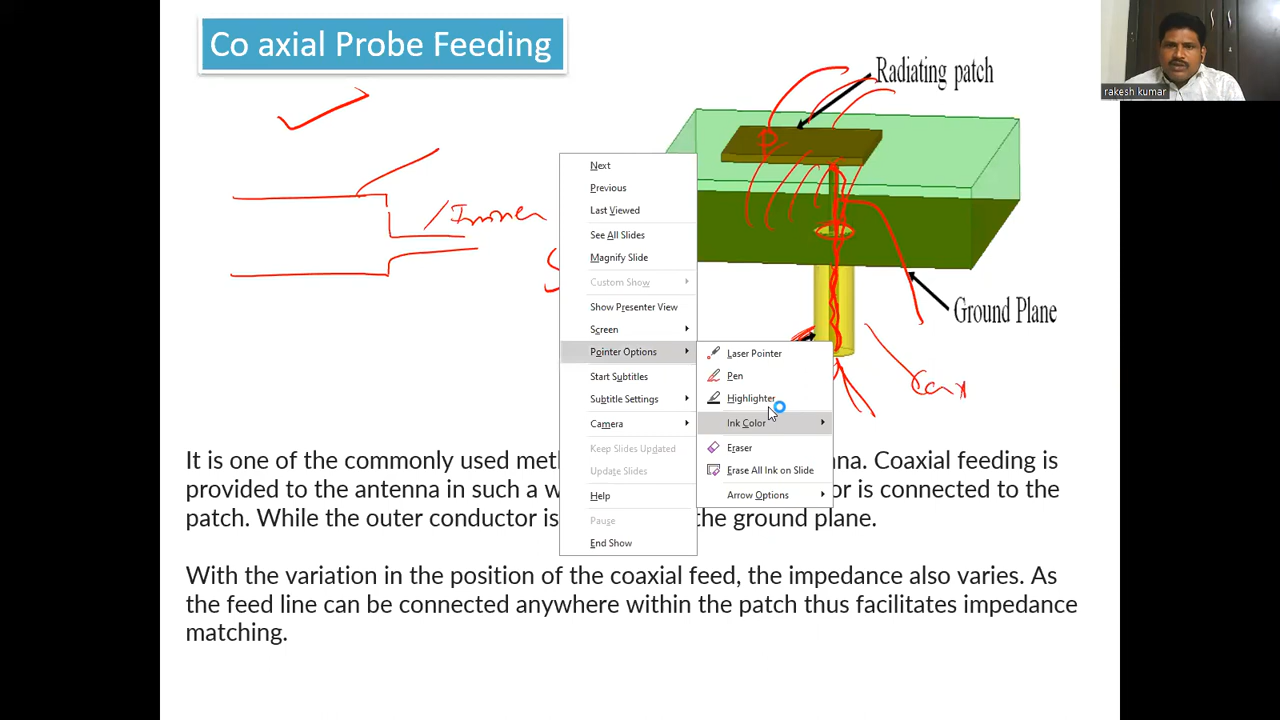 Co axial Probe Feeding
rakesh kumar
Radiating patch
Inner
Ground Plane
Next
Previous
Last Viewed
See All Slides
Magnify Slide
Custom Show
Show Presenter View
Screen
Pointer Options
Start Subtitles
Subtitle Settings
Camera
Keep Slides Updated
Update Slides
Help
Pause
End Show
Laser Pointer
Pen
Highlighter
Ink Color
Eraser
Erase All Ink on Slide
Arrow Options
It is one of the commonly used na. Coaxial feeding is
provided to the antenna in such a or is connected to the
patch. While the outer conductor is the ground plane.
With the variation in the position of the coaxial feed, the impedance also varies. As
the feed line can be connected anywhere within the patch thus facilitates impedance
matching.